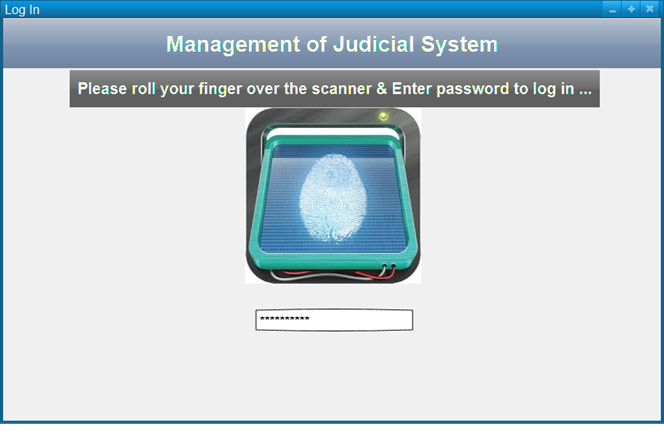 Log In
Management of Judicial System
Please roll your finger over the scanner & Enter password to log in ...
**********